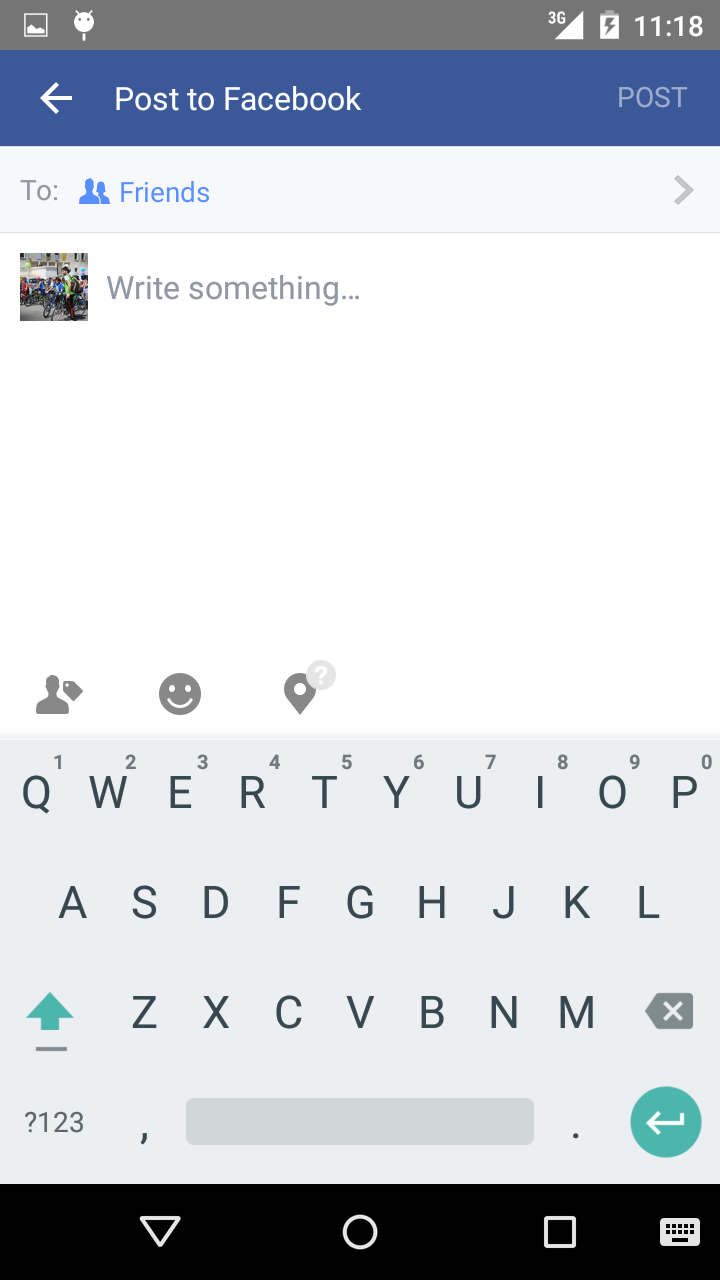 3G 11:18
Post to Facebook POST
To: Friends
Write something…
?
1 2 3 4 5 6 7 8 9 0
Q W E R T Y U I O P
A S D F G H J K L
Z X C V B N M
?123 , .